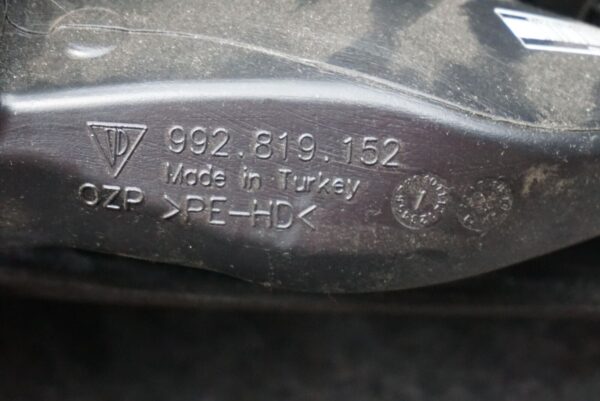 992.819.152
Made in Turkey
OZP >PE-HD<